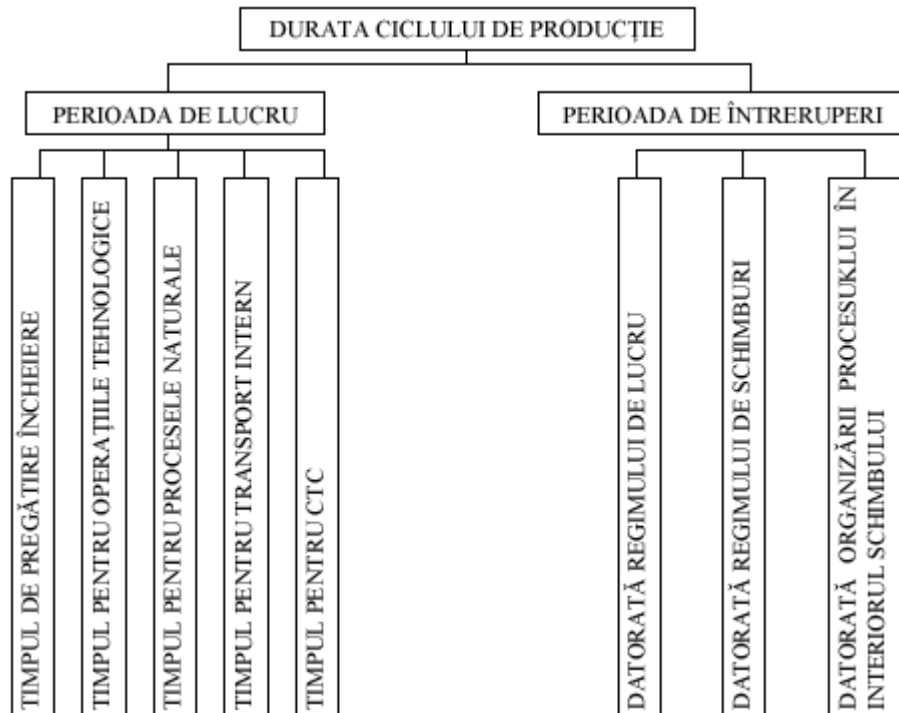 DURATA CICLULUI DE PRODUCȚIE
PERIOADA DE LUCRU
PERIOADA DE ÎNTRERUPERI
TIMPUL DE PREGĂTIRE ÎNCHEIERE
TIMPUL PENTRU OPERAȚIILE TEHNOLOGICE
TIMPUL PENTRU PROCESELE NATURALE
TIMPUL PENTRU TRANSPORT INTERN
TIMPUL PENTRU CTC
DATORATĂ REGIMULUI DE LUCRU
DATORATĂ REGIMULUI DE SCHIMBURI
DATORATĂ ORGANIZĂRII PROCESUKLUI ÎN
INTERIORUL SCHIMBULUI